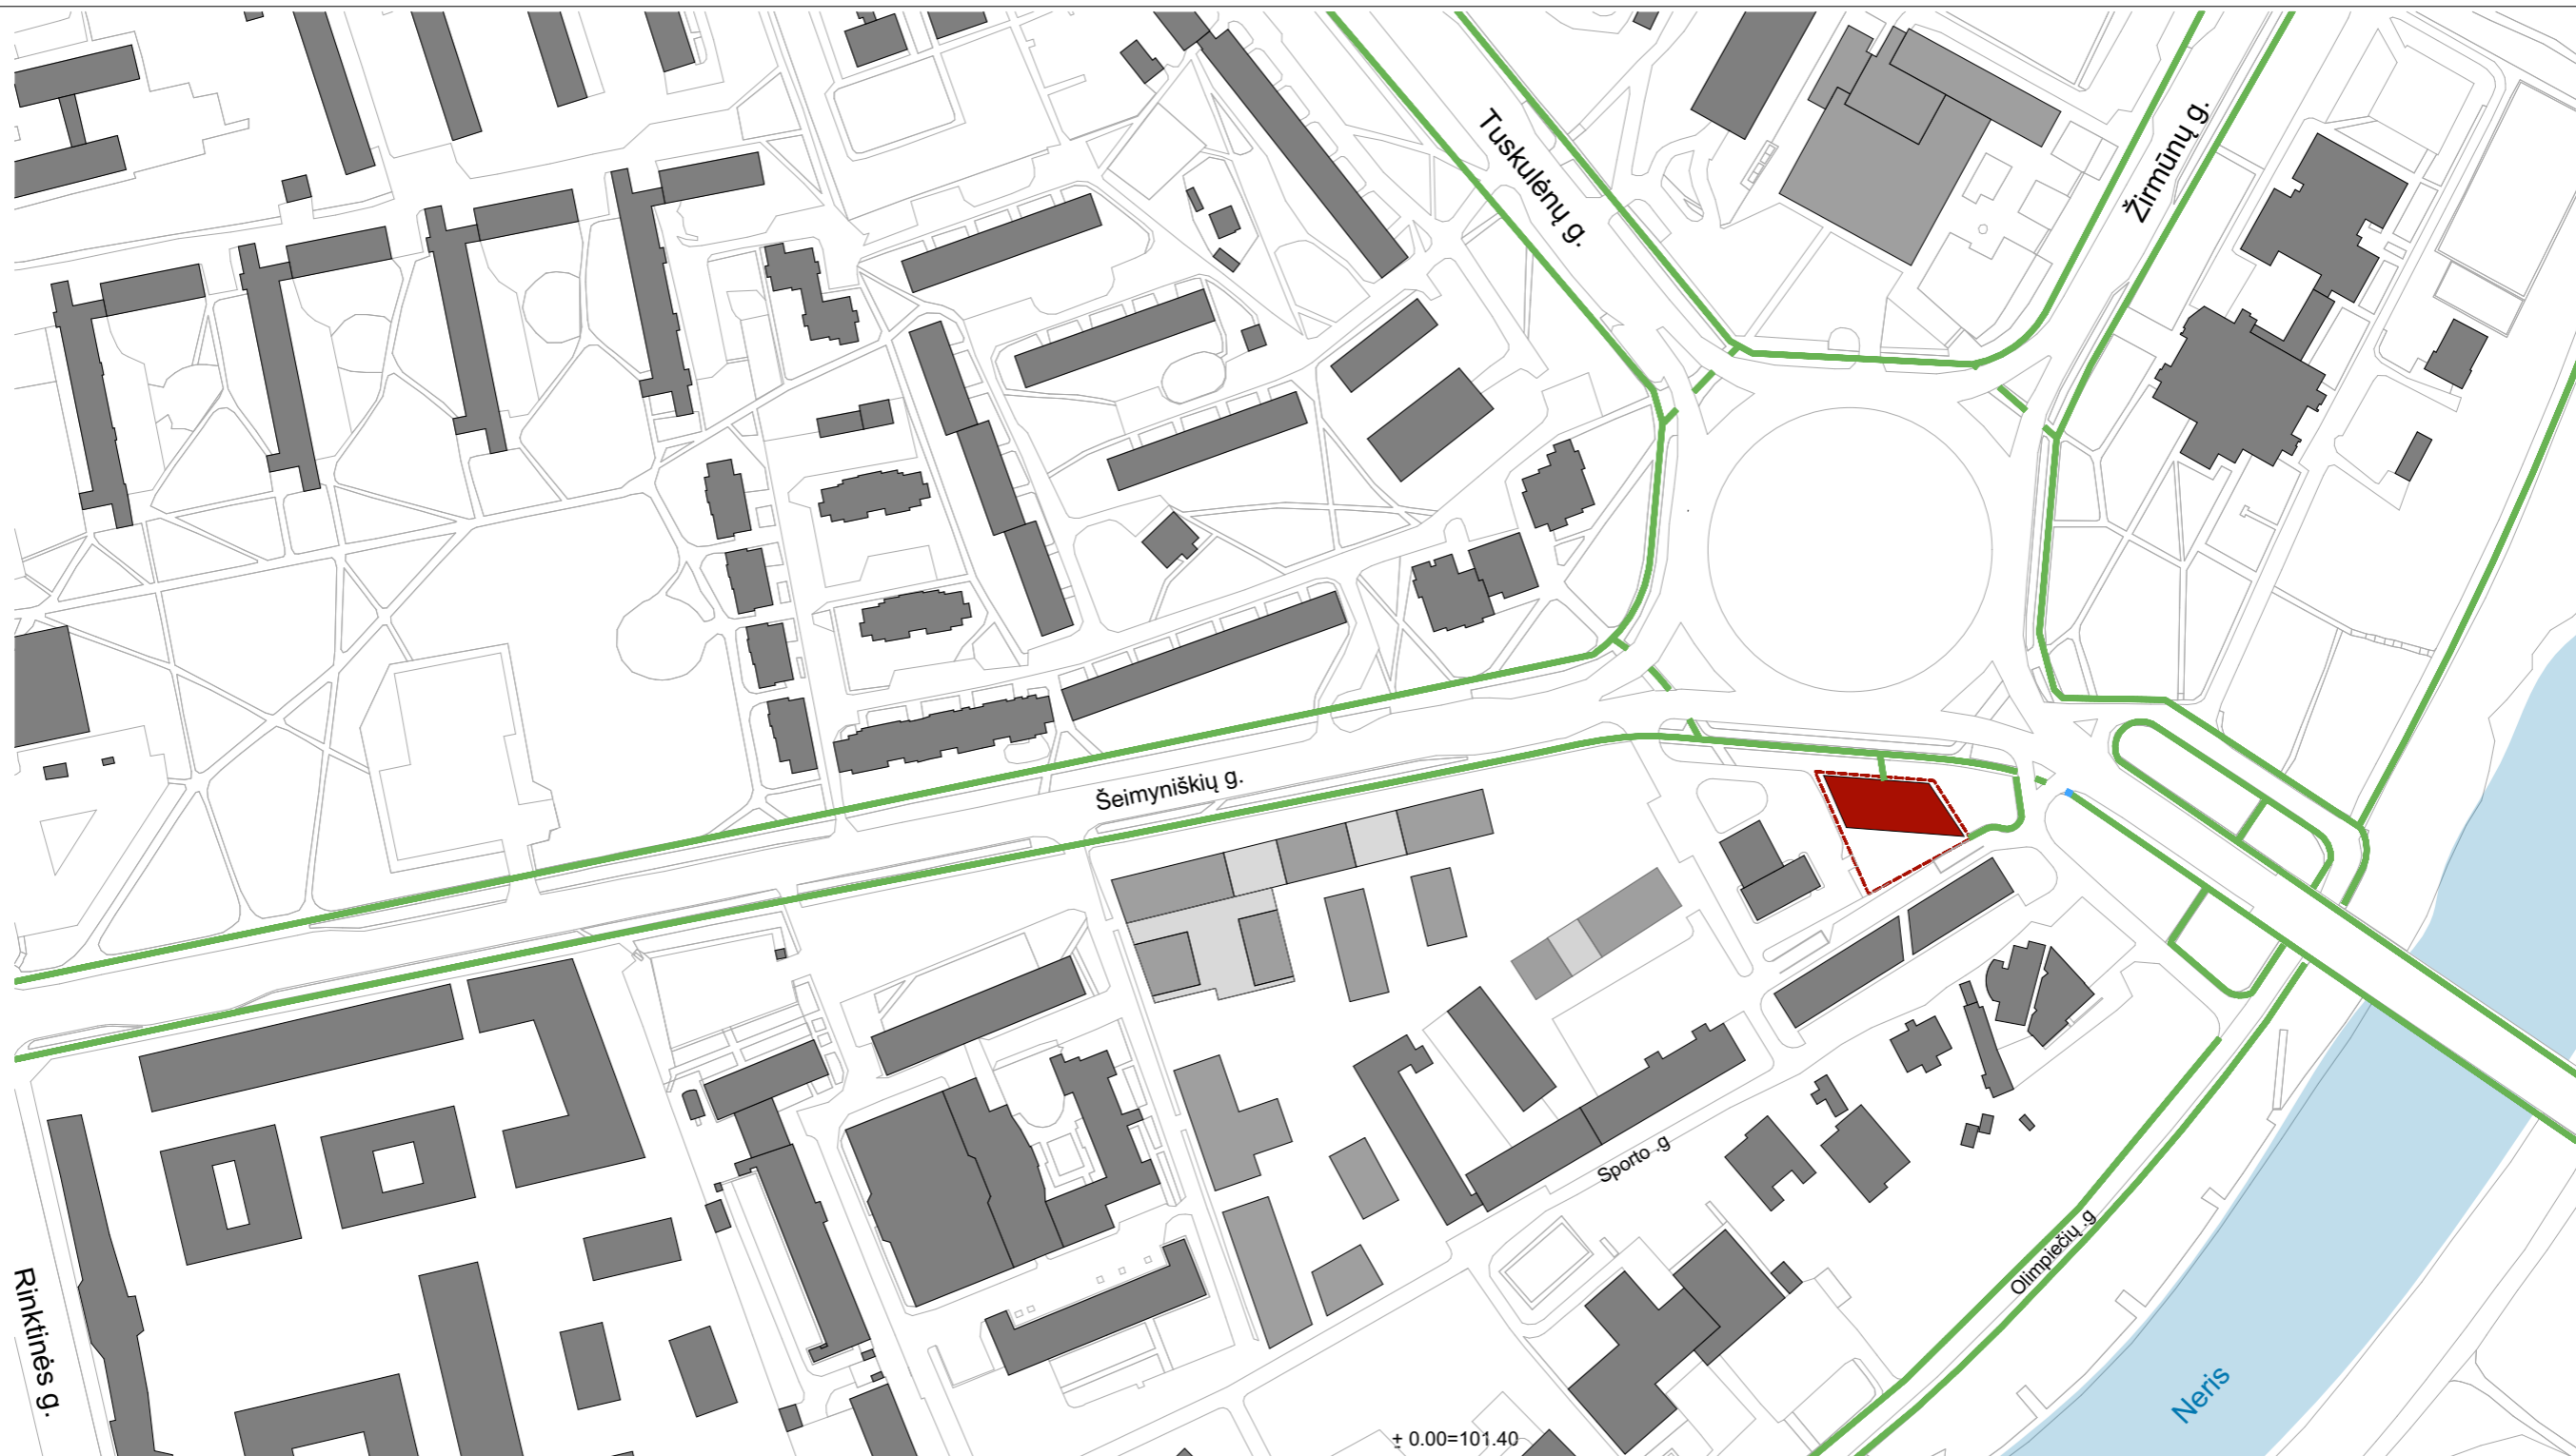 Tuskulėnų g.
Žirmūnų g.
Šeimyniškių g.
Sporto .g
Olimpiečių .g
Rinktinės g.
Neris
± 0.00=101.40